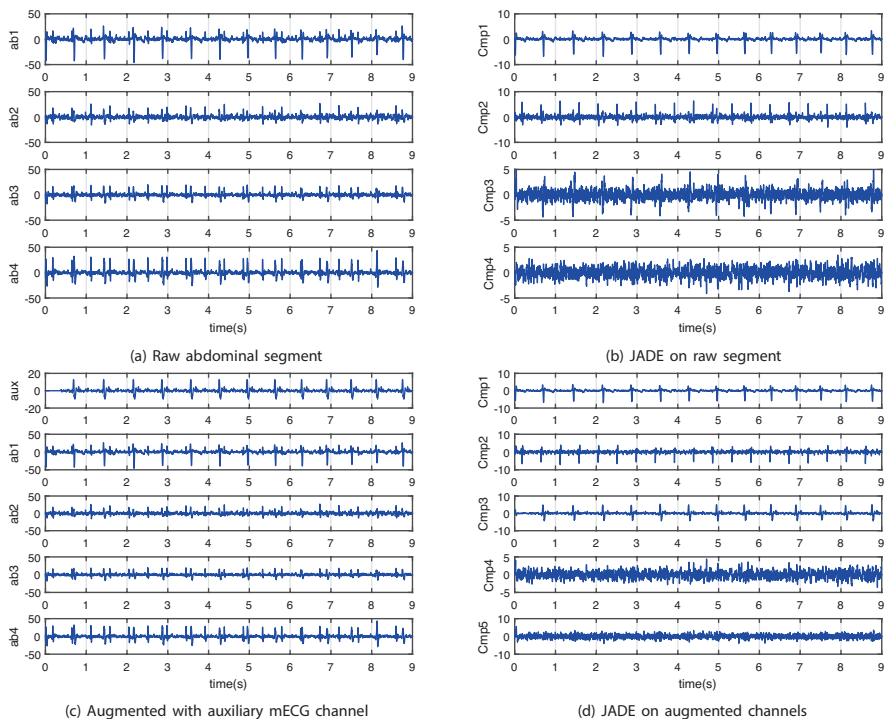 50
0
-50
ab1
0 1 2 3 4 5 6 7 8 9
50
0
-50
ab2
0 1 2 3 4 5 6 7 8 9
50
0
-50
ab3
0 1 2 3 4 5 6 7 8 9
50
0
-50
ab4
0 1 2 3 4 5 6 7 8 9
time(s)
(a) Raw abdominal segment
10
0
-10
Cmp1
0 1 2 3 4 5 6 7 8 9
10
0
-10
Cmp2
0 1 2 3 4 5 6 7 8 9
5
0
-5
Cmp3
0 1 2 3 4 5 6 7 8 9
5
0
-5
Cmp4
0 1 2 3 4 5 6 7 8 9
time(s)
(b) JADE on raw segment
20
0
-20
aux
0 1 2 3 4 5 6 7 8 9
50
0
-50
ab1
0 1 2 3 4 5 6 7 8 9
50
0
-50
ab2
0 1 2 3 4 5 6 7 8 9
50
0
-50
ab3
0 1 2 3 4 5 6 7 8 9
50
0
-50
ab4
0 1 2 3 4 5 6 7 8 9
time(s)
(c) Augmented with auxiliary mECG channel
10
0
-10
Cmp1
0 1 2 3 4 5 6 7 8 9
10
0
-10
Cmp2
0 1 2 3 4 5 6 7 8 9
10
0
-10
Cmp3
0 1 2 3 4 5 6 7 8 9
5
0
-5
Cmp4
0 1 2 3 4 5 6 7 8 9
10
0
-10
Cmp5
0 1 2 3 4 5 6 7 8 9
time(s)
(d) JADE on augmented channels